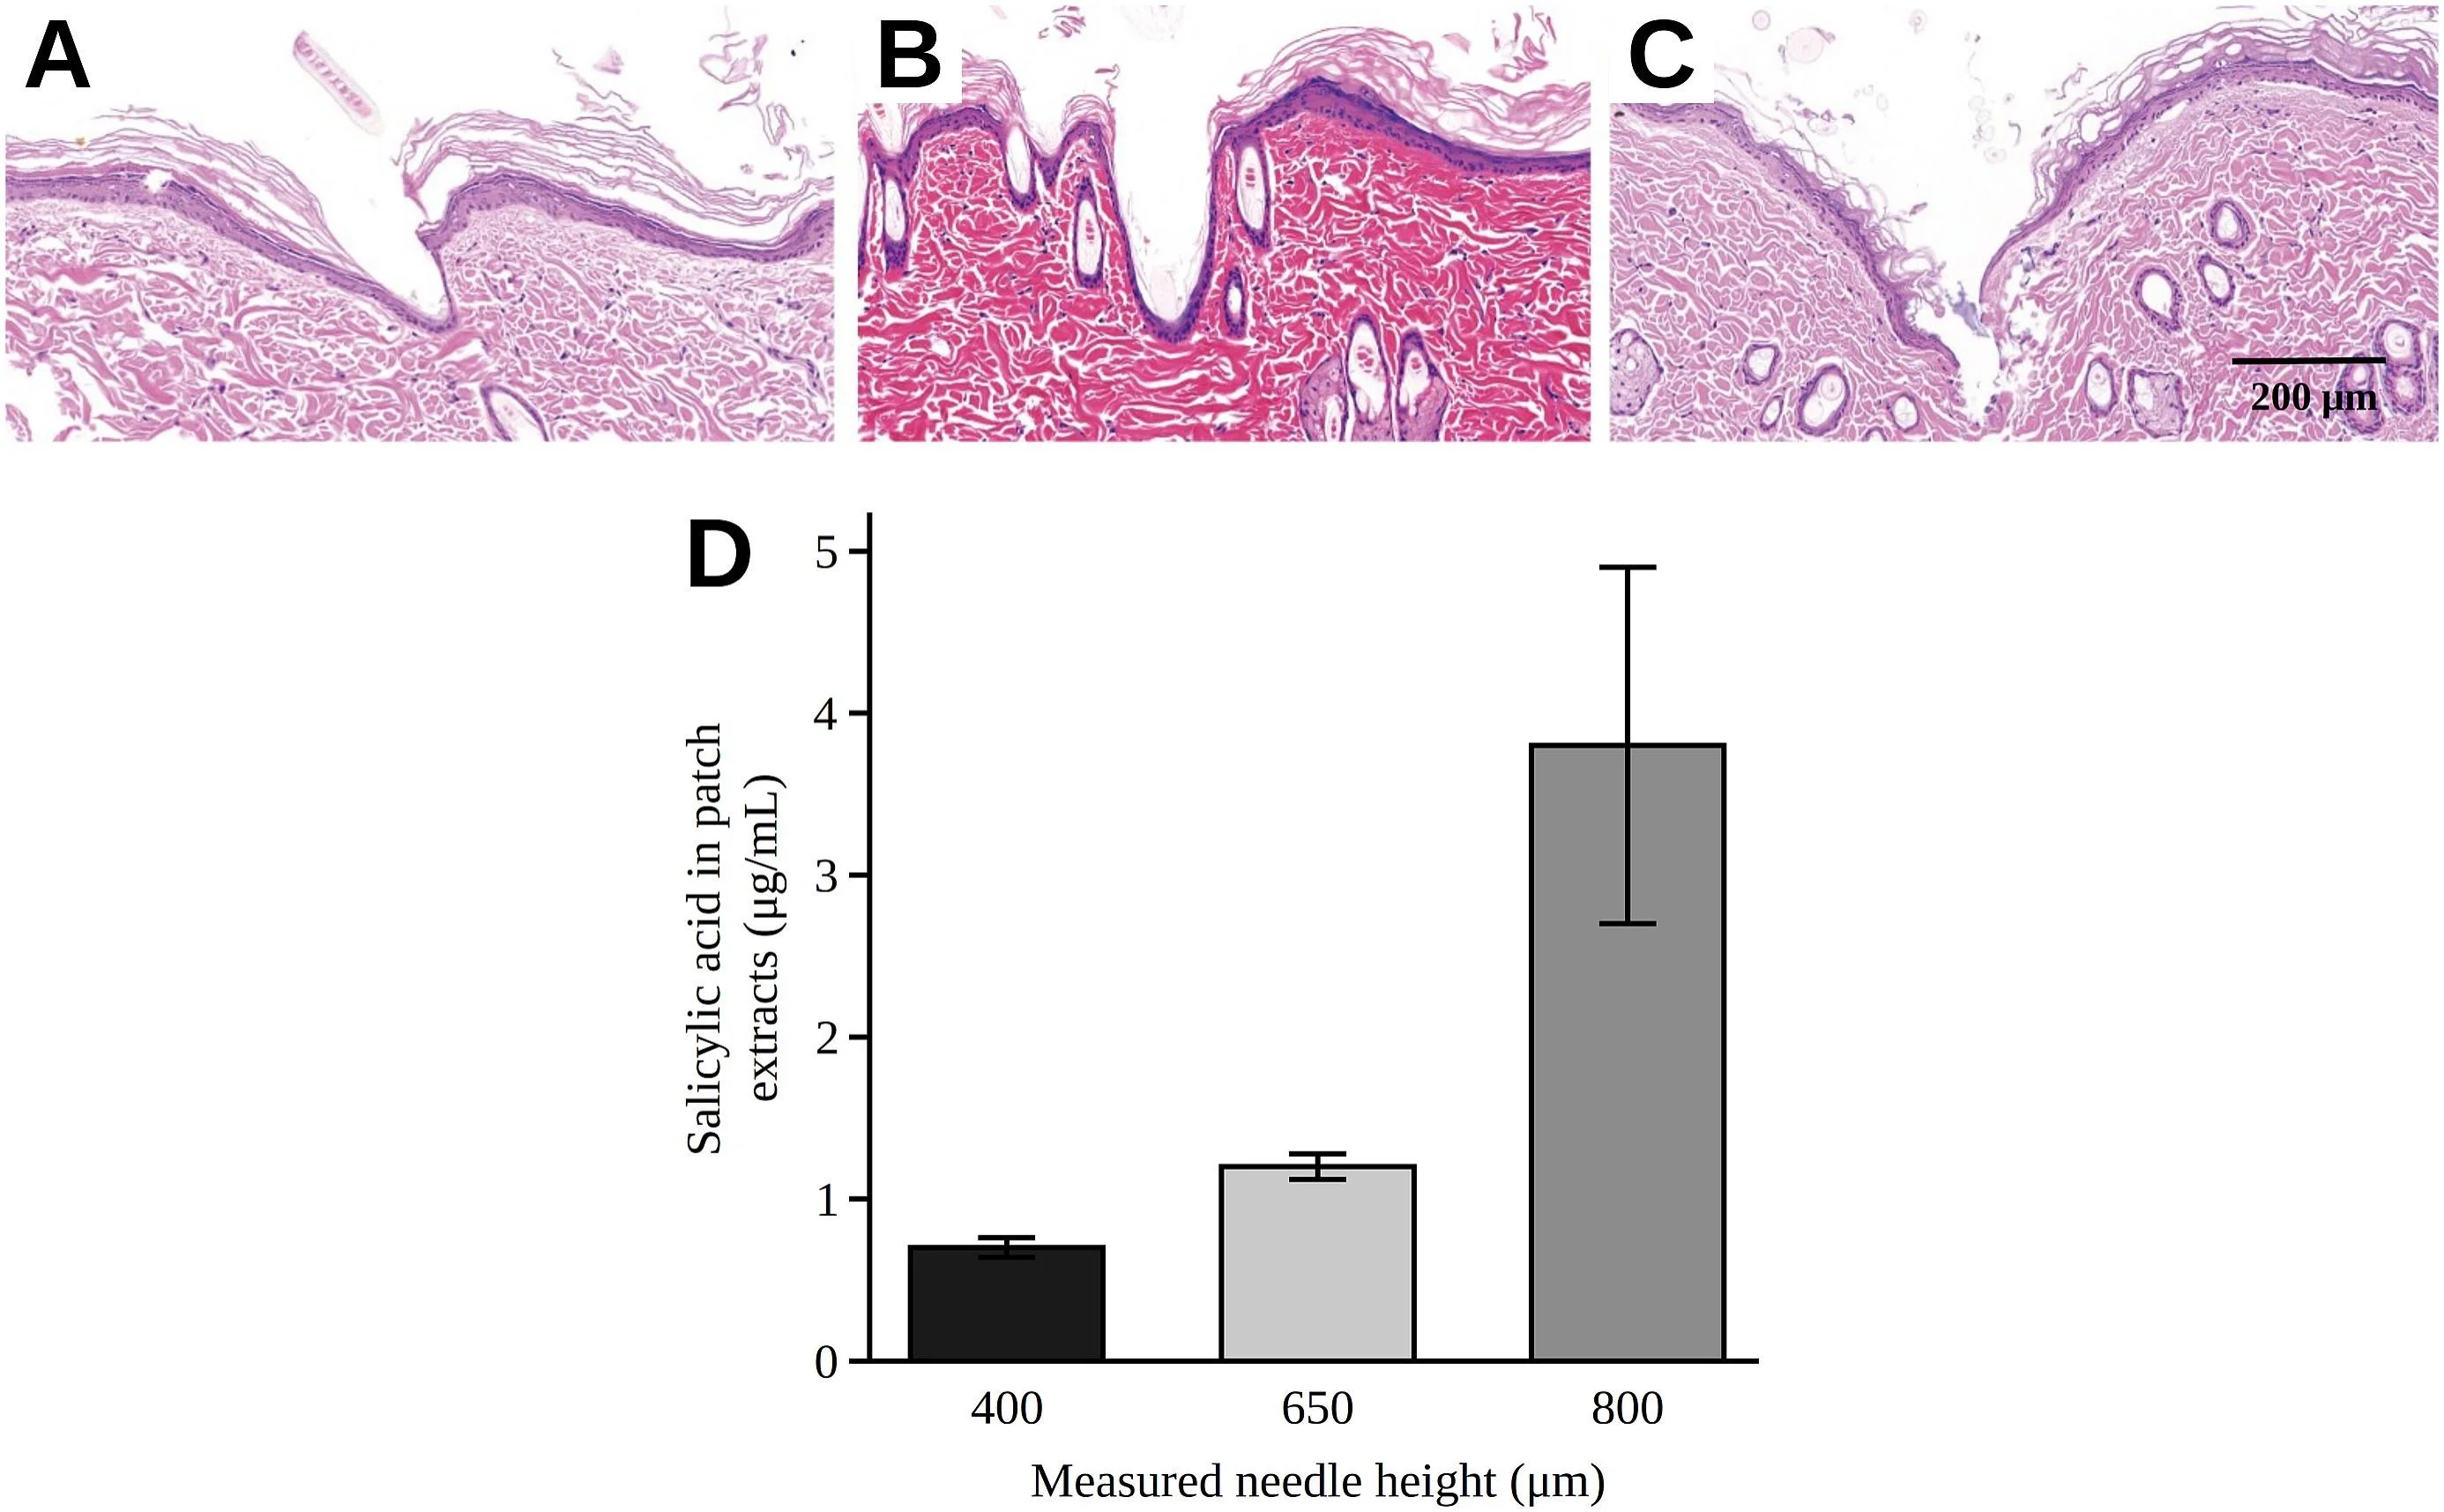 A
B
C
200 μm
D
Salicylic acid in patch
extracts (μg/mL)
5
4
3
2
1
0
400
650
800
Measured needle height (μm)